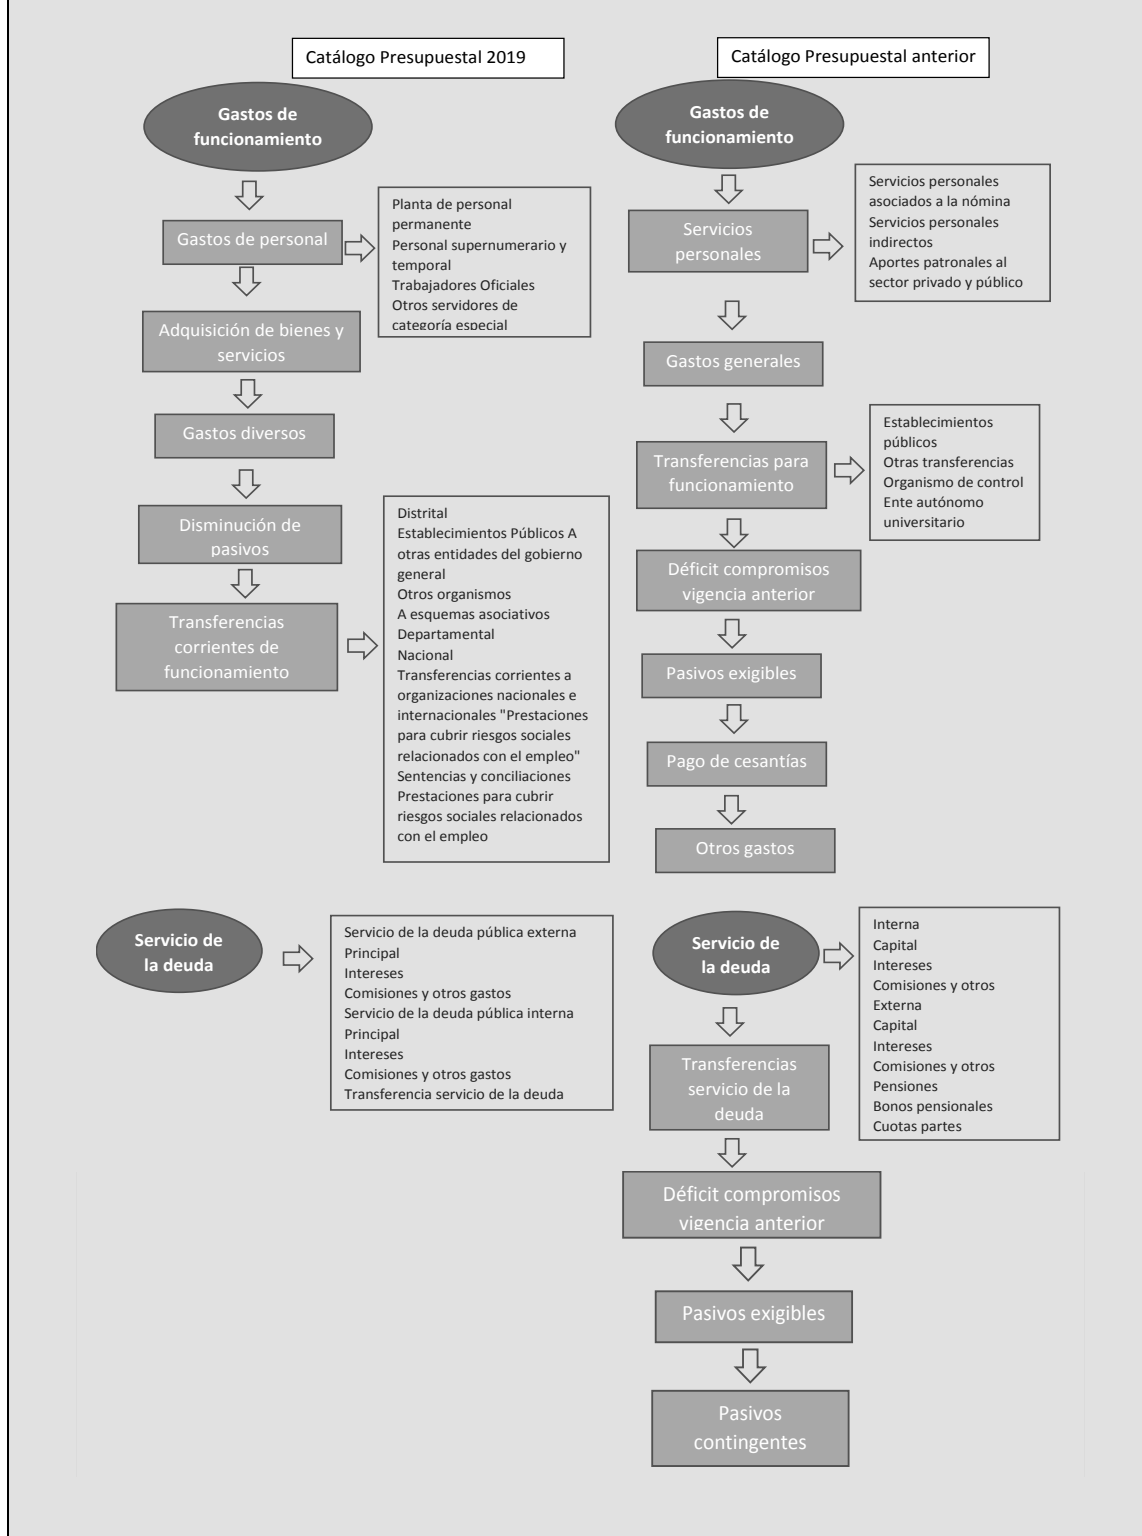 Catálogo Presupuestal 2019
Gastos de
funcionamiento
Gastos de personal
Planta de personal
permanente
Personal supernumerario y
temporal
Trabajadores Oficiales
Otros servidores de
categoría especial
Adquisición de bienes y
servicios
Gastos diversos
Disminución de
pasivos
Transferencias
corrientes de
funcionamiento
Distrital
Establecimientos Públicos A
otras entidades del gobierno
general
Otros organismos
A esquemas asociativos
Departamental
Nacional
Transferencias corrientes a
organizaciones nacionales e
internacionales "Prestaciones
para cubrir riesgos sociales
relacionados con el empleo"
Sentencias y conciliaciones
Prestaciones para cubrir
riesgos sociales relacionados
con el empleo
Servicio de
la deuda
Servicio de la deuda pública externa
Principal
Intereses
Comisiones y otros gastos
Servicio de la deuda pública interna
Principal
Intereses
Comisiones y otros gastos
Transferencia servicio de la deuda
Catálogo Presupuestal anterior
Gastos de
funcionamiento
Servicios
personales
Servicios personales
asociados a la nómina
Servicios personales
indirectos
Aportes patronales al
sector privado y público
Gastos generales
Transferencias para
funcionamiento
Establecimientos
públicos
Otras transferencias
Organismo de control
Ente autónomo
universitario
Déficit compromisos
vigencia anterior
Pasivos exigibles
Pago de cesantías
Otros gastos
Servicio de
la deuda
Interna
Capital
Intereses
Comisiones y otros
Externa
Capital
Intereses
Comisiones y otros
Pensiones
Bonos pensionales
Cuotas partes
Transferencias
servicio de la
deuda
Déficit compromisos
vigencia anterior
Pasivos exigibles
Pasivos
contingentes